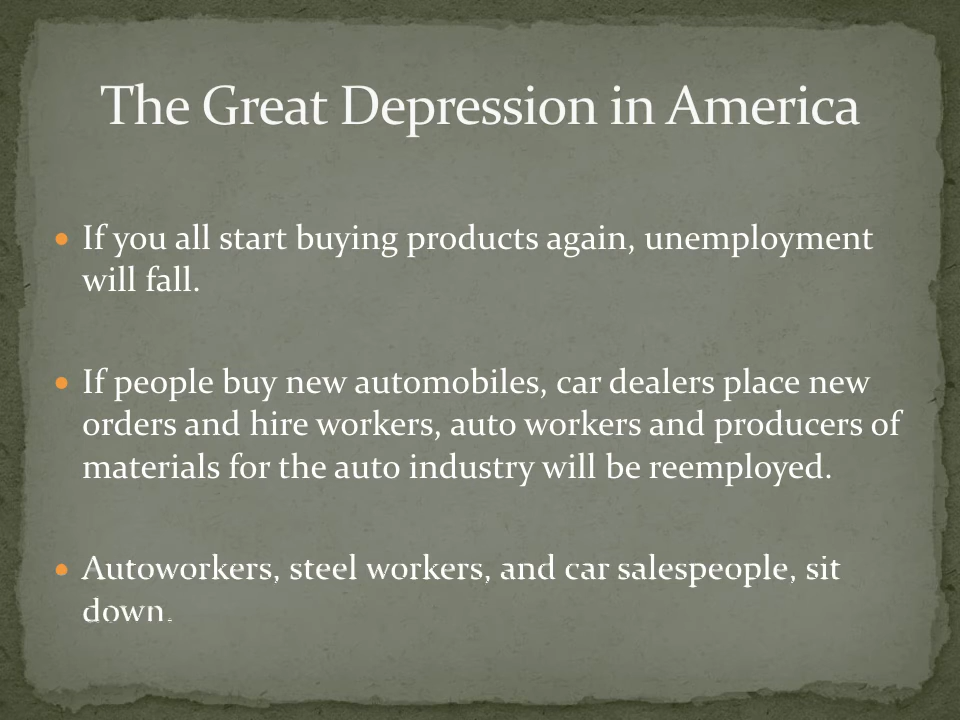 The Great Depression in America
If you all start buying products again, unemployment
will fall.
If people buy new automobiles, car dealers place new
orders and hire workers, auto workers and producers of
materials for the auto industry will be reemployed.
Autoworkers, steel workers, and car salespeople, sit
down.